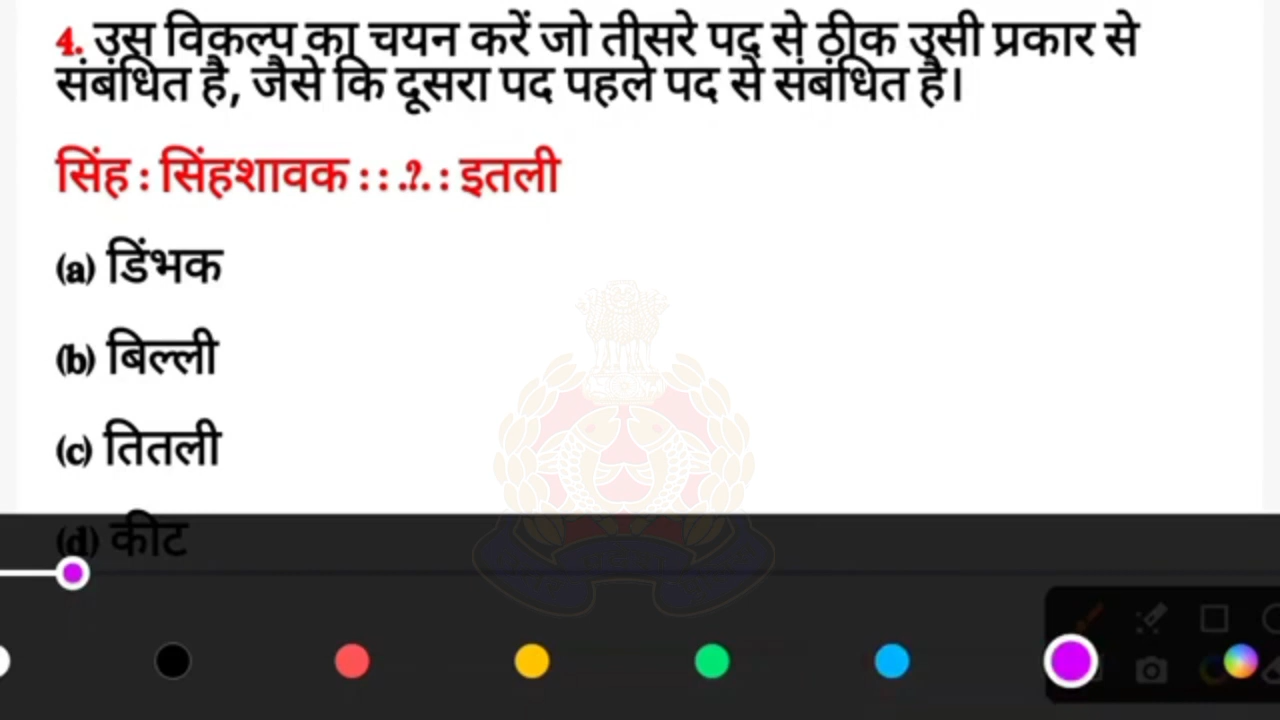 4. उस विकल्प का चयन करें जो तीसरे पद से ठीक उसी प्रकार से
संबंधित है, जैसे कि दूसरा पद पहले पद से संबंधित है।
सिंह : सिंहशावक : : .?. : इतली
(a) डिंभक
(b) बिल्ली
(c) तितली
(d) कीट